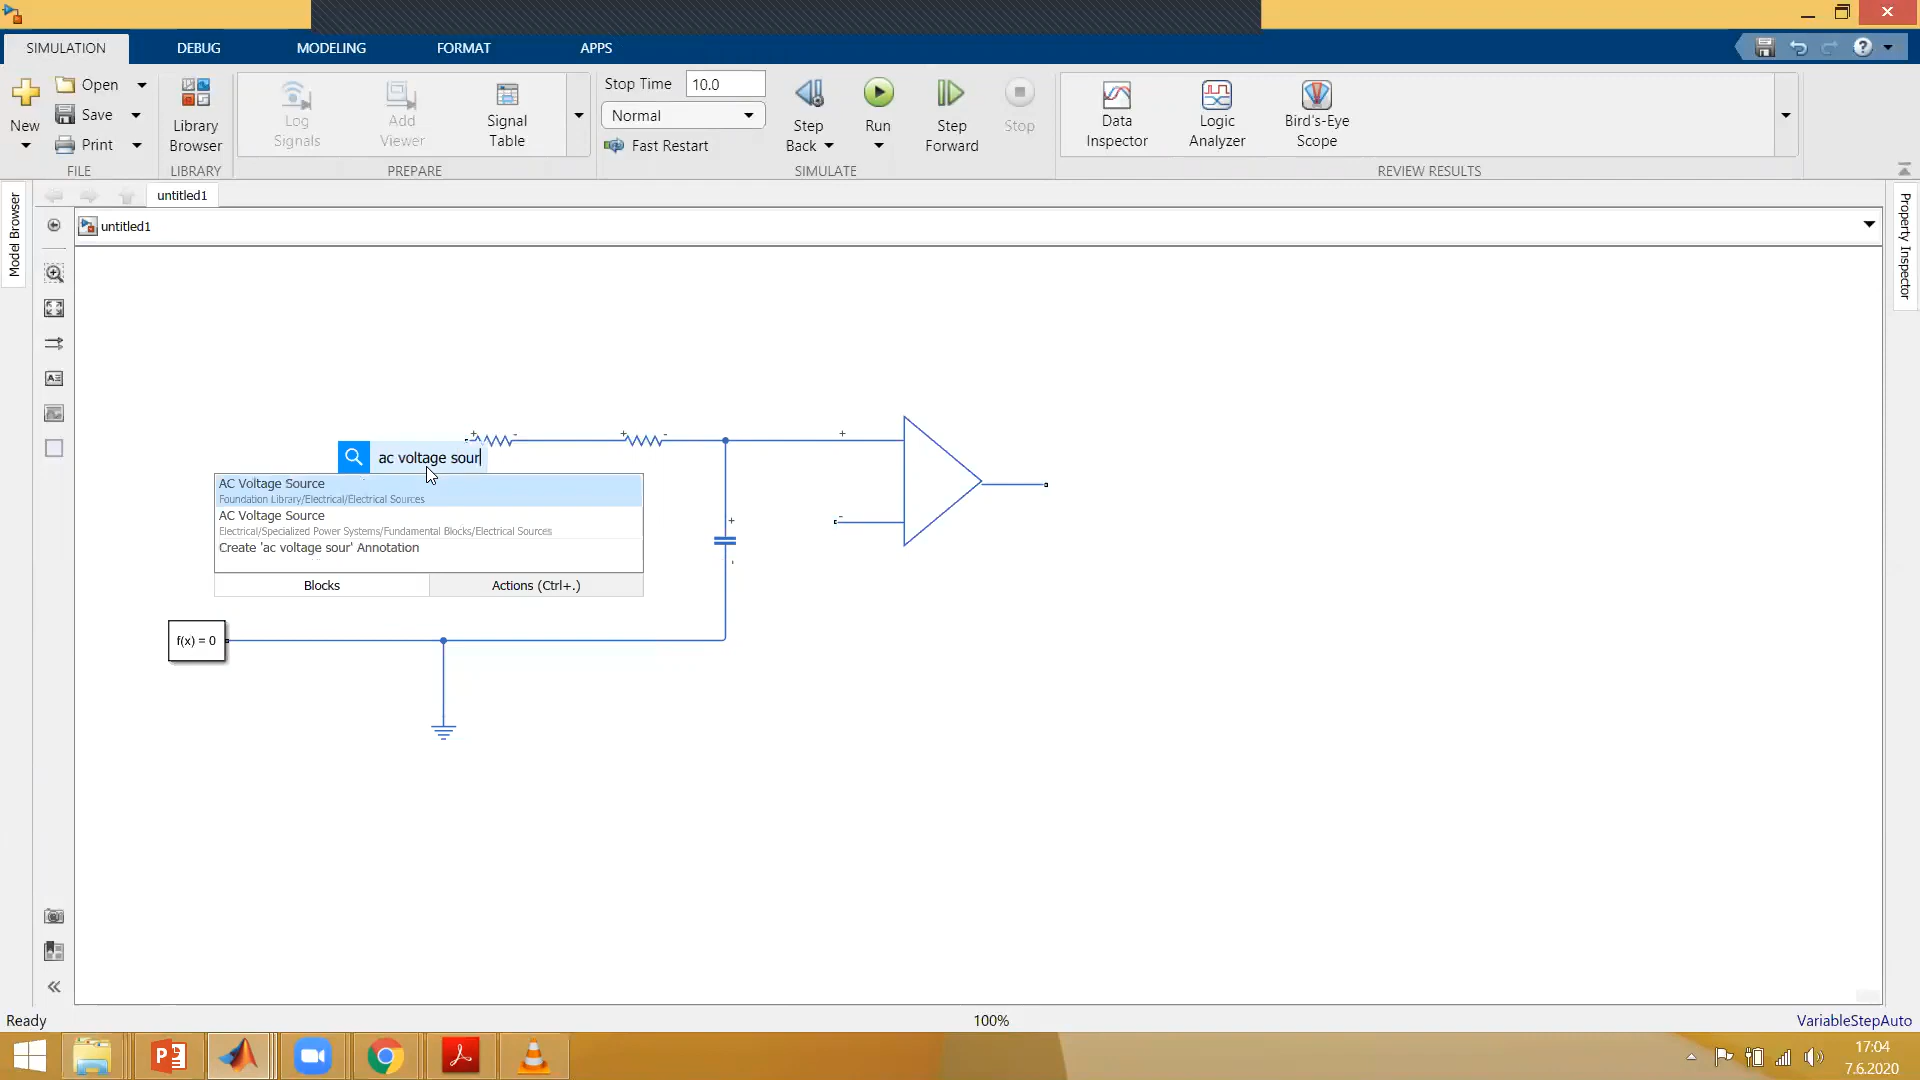 SIMULATION DEBUG MODELING FORMAT APPS
New
Open
Save
Print
FILE
Library
Browser
LIBRARY
Log
Signals
Add
Viewer
Signal
Table
PREPARE
Stop Time 10.0
Normal
Fast Restart
Step
Back
Run
Step
Forward
Stop
SIMULATE
Data
Inspector
Logic
Analyzer
Bird's-Eye
Scope
REVIEW RESULTS
Model Browser
untitled1
untitled1
Property Inspector
+ -
+ -
+
ac voltage sour
AC Voltage Source
Foundation Library/Electrical/Electrical Sources
AC Voltage Source
Electrical/Specialized Power Systems/Fundamental Blocks/Electrical Sources
Create 'ac voltage sour' Annotation
Blocks Actions (Ctrl+.)
+
-
f(x) = 0
Ready 100% VariableStepAuto
17:04
7.6.2020